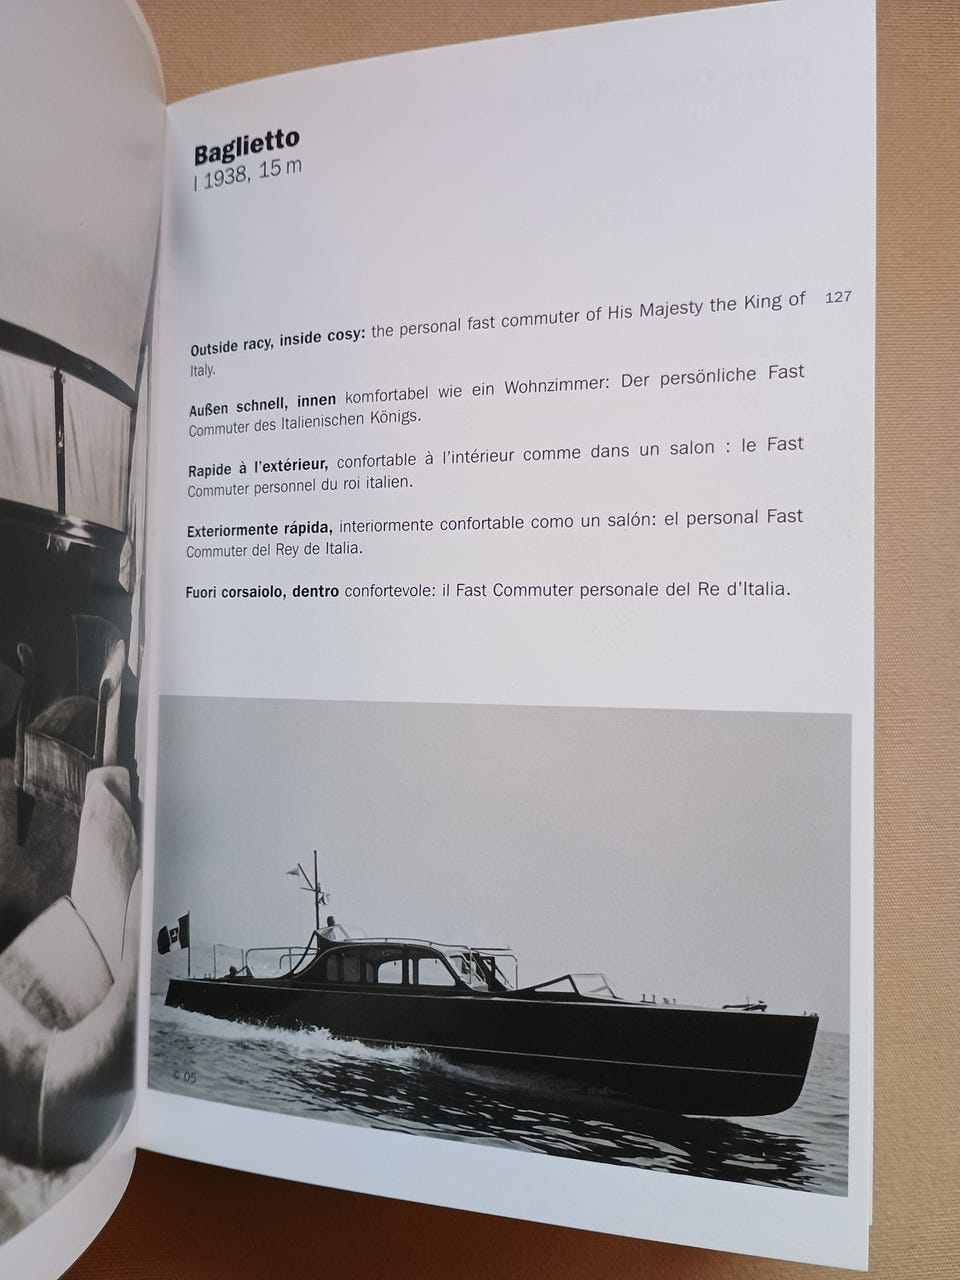 Baglietto
I 1938, 15 m
Outside racy, inside cosy: the personal fast commuter of His Majesty the King of
Italy.
127
Außen schnell, innen komfortabel wie ein Wohnzimmer: Der persönliche Fast
Commuter des Italienischen Königs.
Rapide à l'extérieur, confortable à l'intérieur comme dans un salon : le Fast
Commuter personnel du roi italien.
Exteriormente rápida, interiormente confortable como un salón: el personal Fast
Commuter del Rey de Italia.
Fuori corsaiolo, dentro confortevole: il Fast Commuter personale del Re d'Italia.
© 05